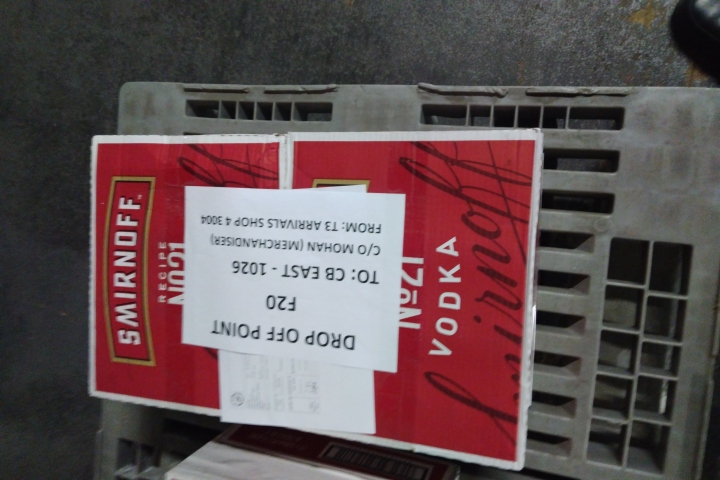 DROP OFF POINT
F20
TO: CB EAST - 1026
C/O MOHAN (MERCHANDISER)
FROM: T3 ARRIVALS SHOP 4 3004
SMIRNOFF
RECIPE
No21
No21
VODKA
Smirnoff